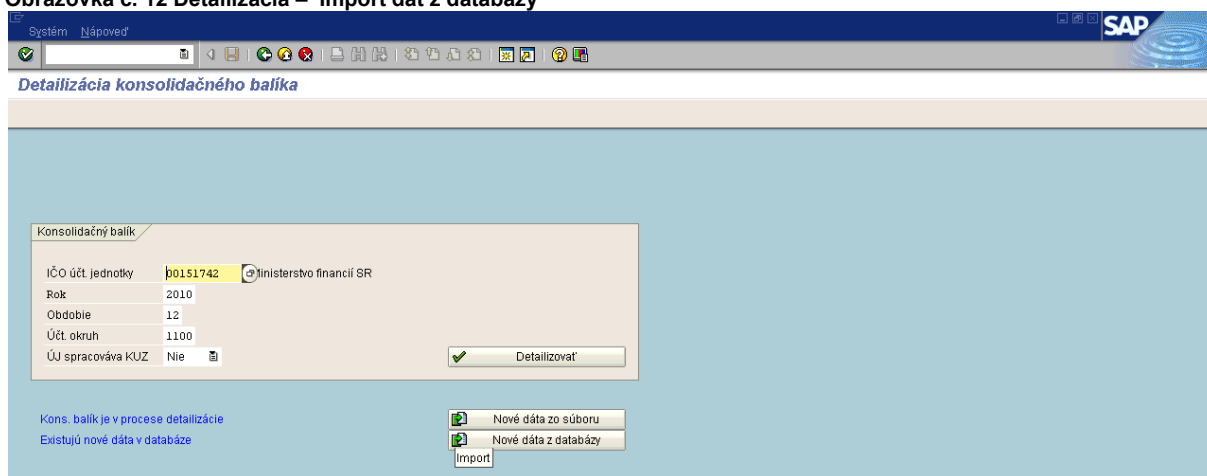 Obrazovka č. 12 Detailizácia – Import dát z databázy
Systém Nápoveď
SAP
Detailizácia konsolidačného balíka
Konsolidačný balík
IČO účt. jednotky 00151742 Ministerstvo financií SR
Rok 2010
Obdobie 12
Účt. okruh 1100
ÚJ spracováva KUZ Nie Detailizovať
Kons. balík je v procese detailizácie Nové dáta zo súboru
Existujú nové dáta v databáze Nové dáta z databázy
Import